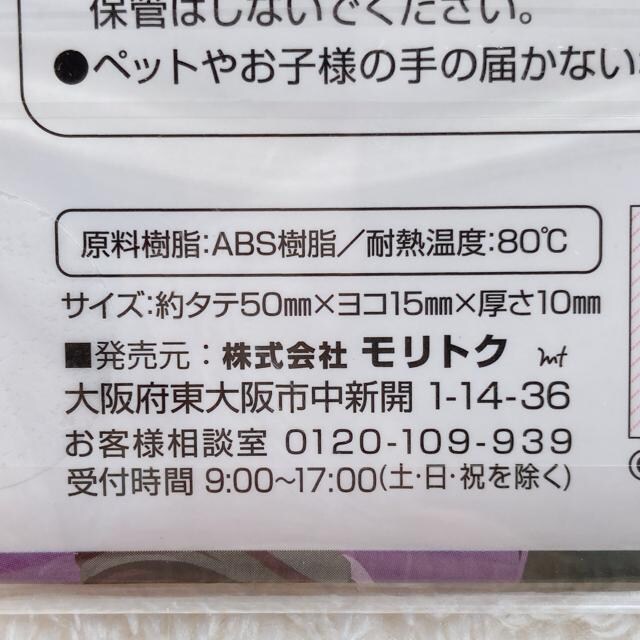 保管はしないでください。
●ペットやお子様の手の届かない
原料樹脂:ABS樹脂／耐熱温度:80℃
サイズ:約タテ50㎜×ヨコ15㎜×厚さ10㎜
■発売元：株式会社 モリトク mt
大阪府東大阪市中新開 1-14-36
お客様相談室 0120-109-939
受付時間 9:00〜17:00(土・日・祝を除く)